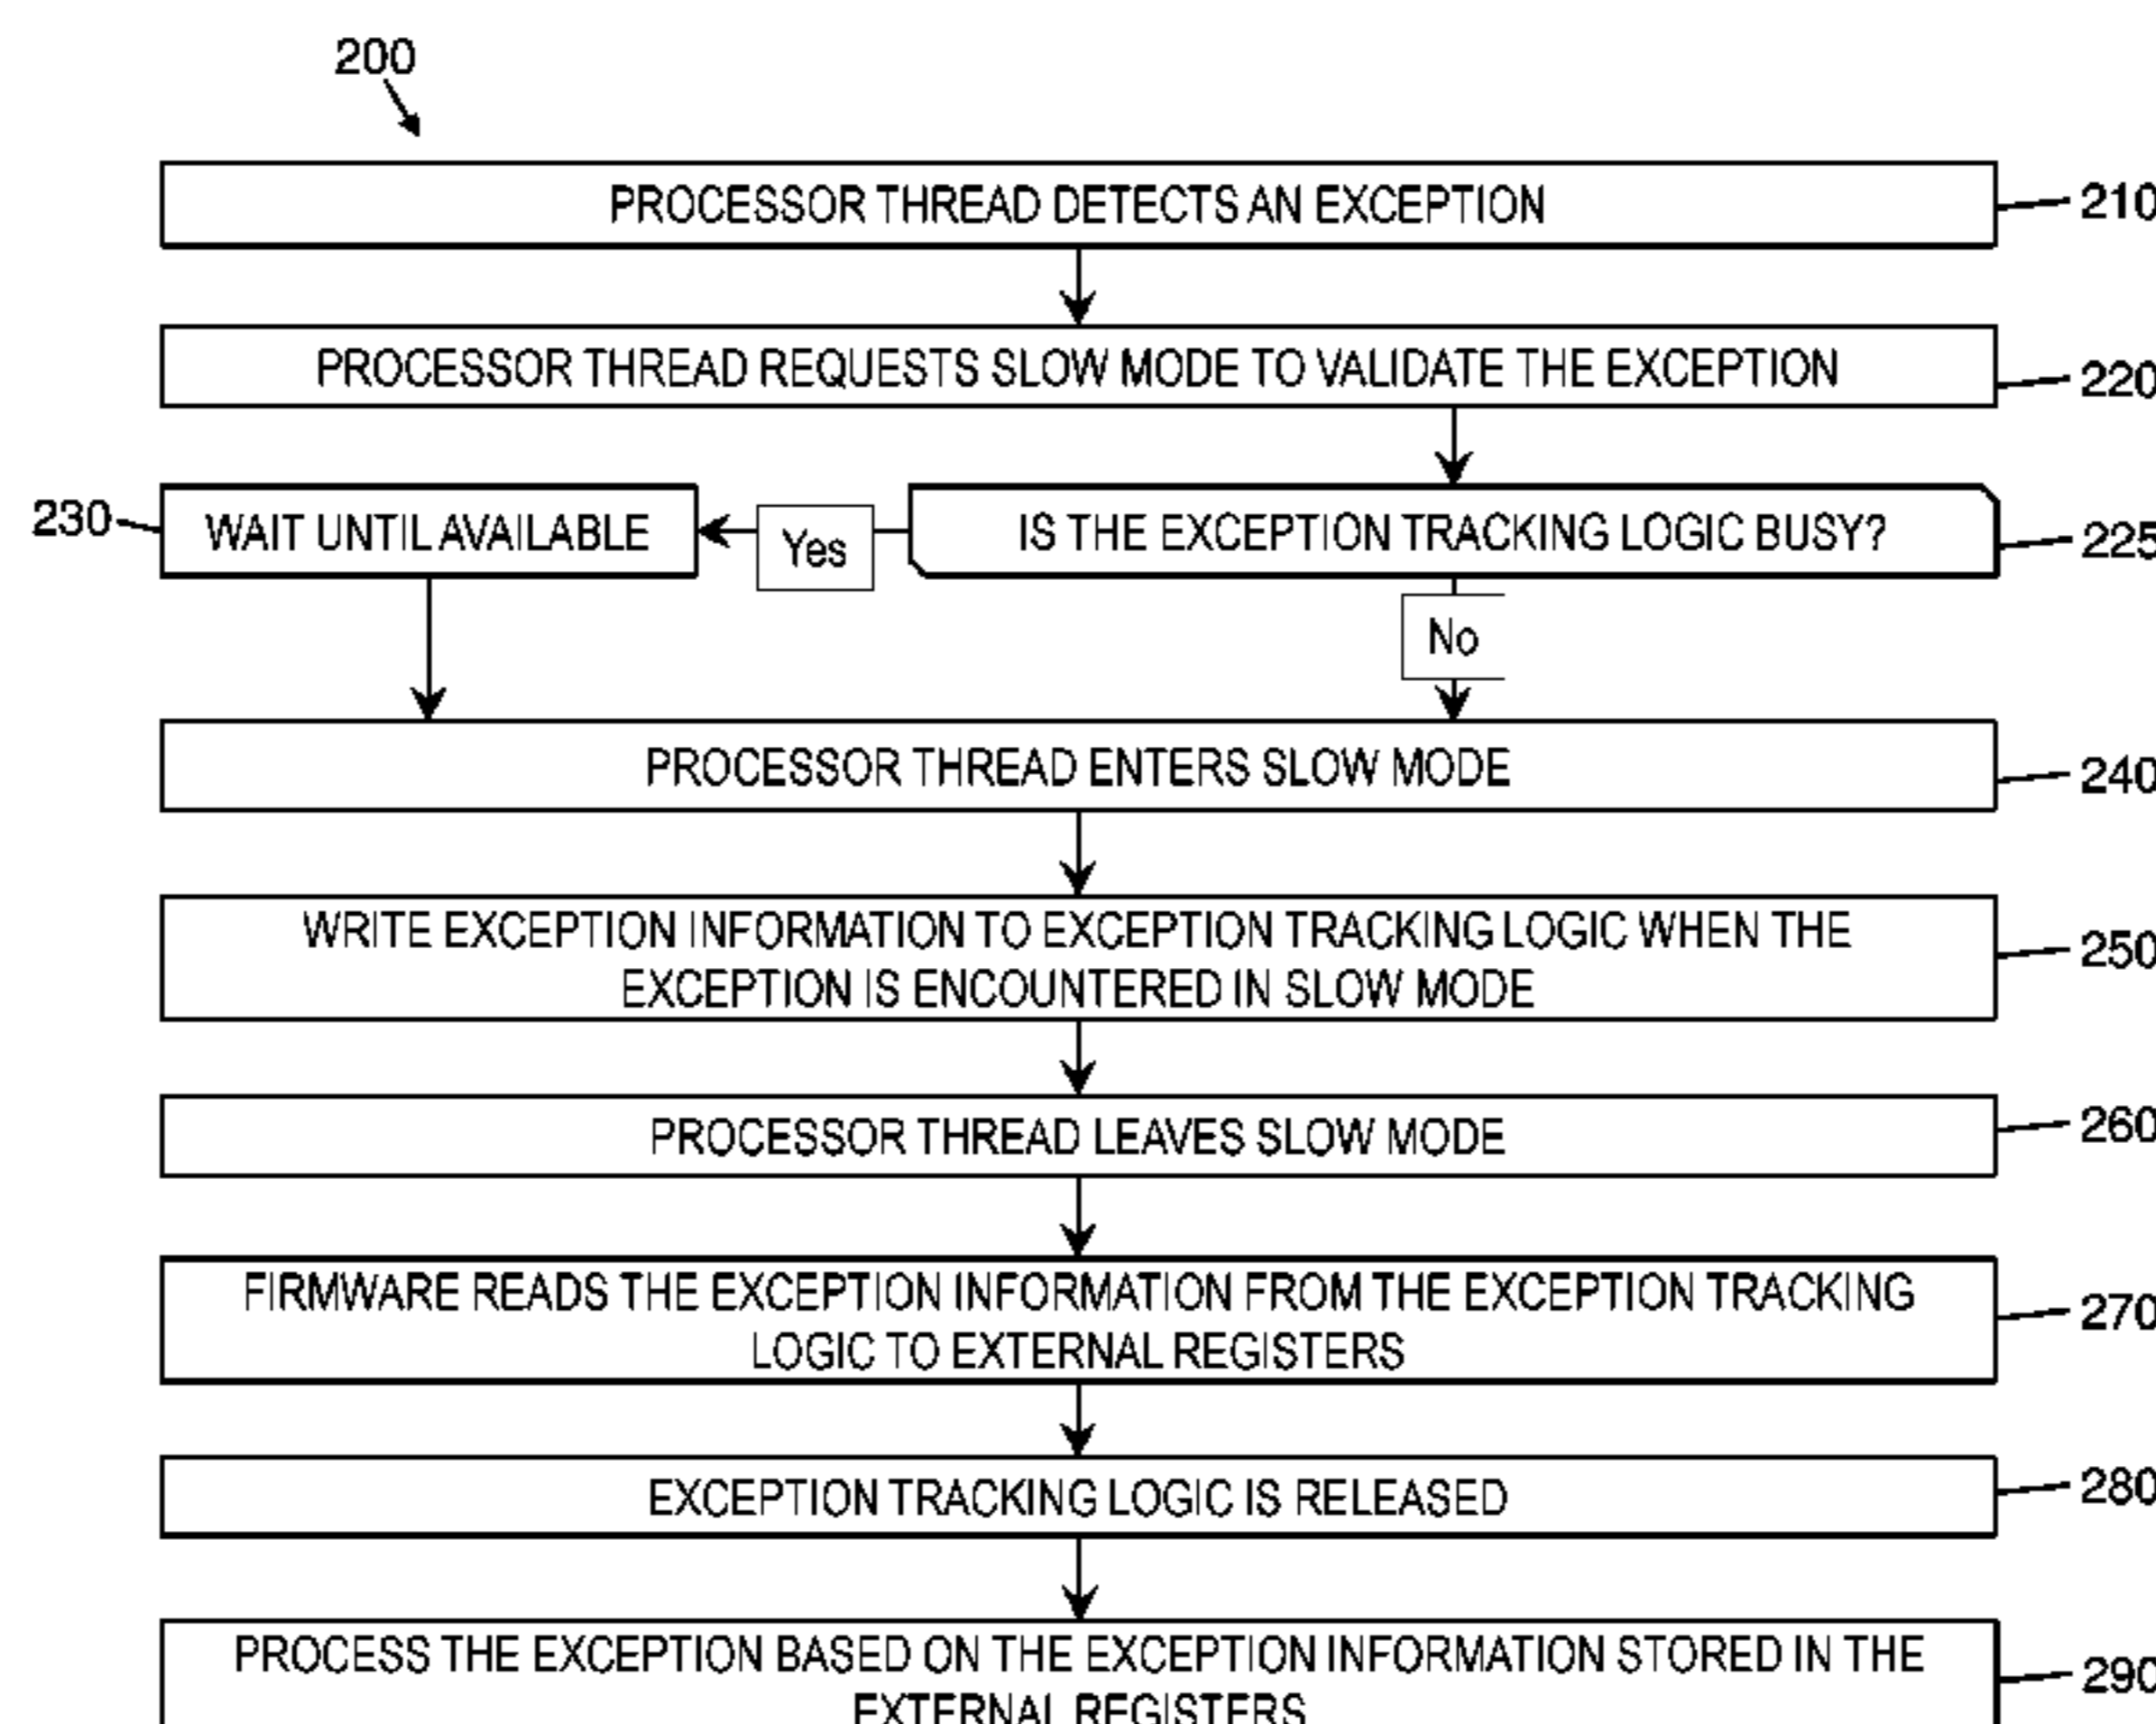 200
PROCESSOR THREAD DETECTS AN EXCEPTION
210
PROCESSOR THREAD REQUESTS SLOW MODE TO VALIDATE THE EXCEPTION
220
230
WAIT UNTIL AVAILABLE
Yes
IS THE EXCEPTION TRACKING LOGIC BUSY?
225
No
PROCESSOR THREAD ENTERS SLOW MODE
240
WRITE EXCEPTION INFORMATION TO EXCEPTION TRACKING LOGIC WHEN THE
EXCEPTION IS ENCOUNTERED IN SLOW MODE
250
PROCESSOR THREAD LEAVES SLOW MODE
260
FIRMWARE READS THE EXCEPTION INFORMATION FROM THE EXCEPTION TRACKING
LOGIC TO EXTERNAL REGISTERS
270
EXCEPTION TRACKING LOGIC IS RELEASED
280
PROCESS THE EXCEPTION BASED ON THE EXCEPTION INFORMATION STORED IN THE
EXTERNAL REGISTERS
290